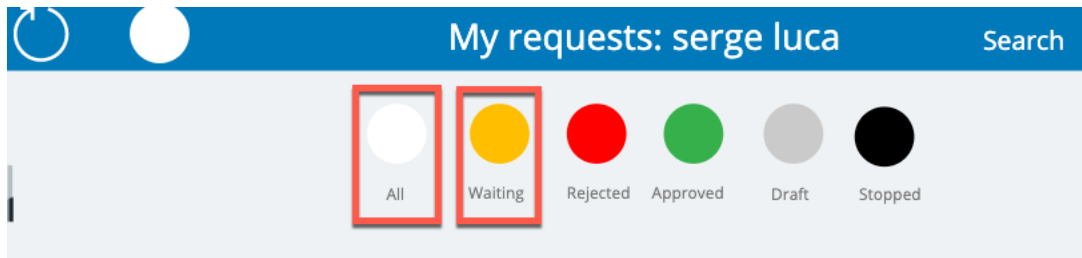 My requests: serge luca
Search
All
Waiting
Rejected
Approved
Draft
Stopped